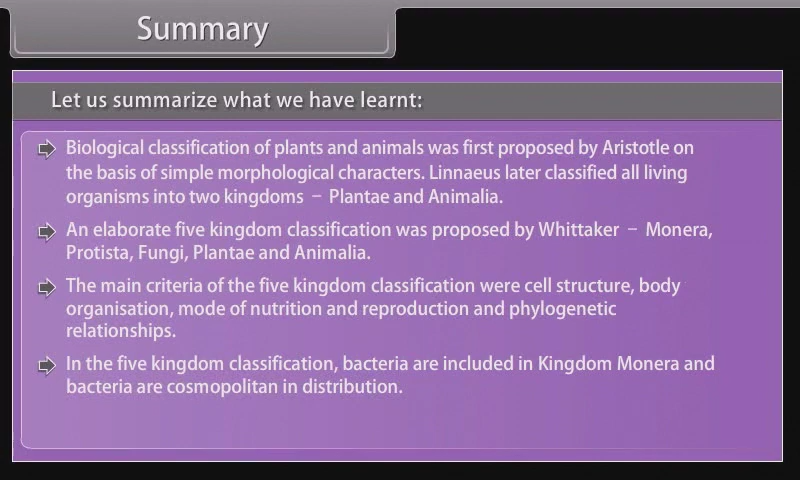 Summary
Let us summarize what we have learnt:
Biological classification of plants and animals was first proposed by Aristotle on
the basis of simple morphological characters. Linnaeus later classified all living
organisms into two kingdoms – Plantae and Animalia.
An elaborate five kingdom classification was proposed by Whittaker – Monera,
Protista, Fungi, Plantae and Animalia.
The main criteria of the five kingdom classification were cell structure, body
organisation, mode of nutrition and reproduction and phylogenetic
relationships.
In the five kingdom classification, bacteria are included in Kingdom Monera and
bacteria are cosmopolitan in distribution.